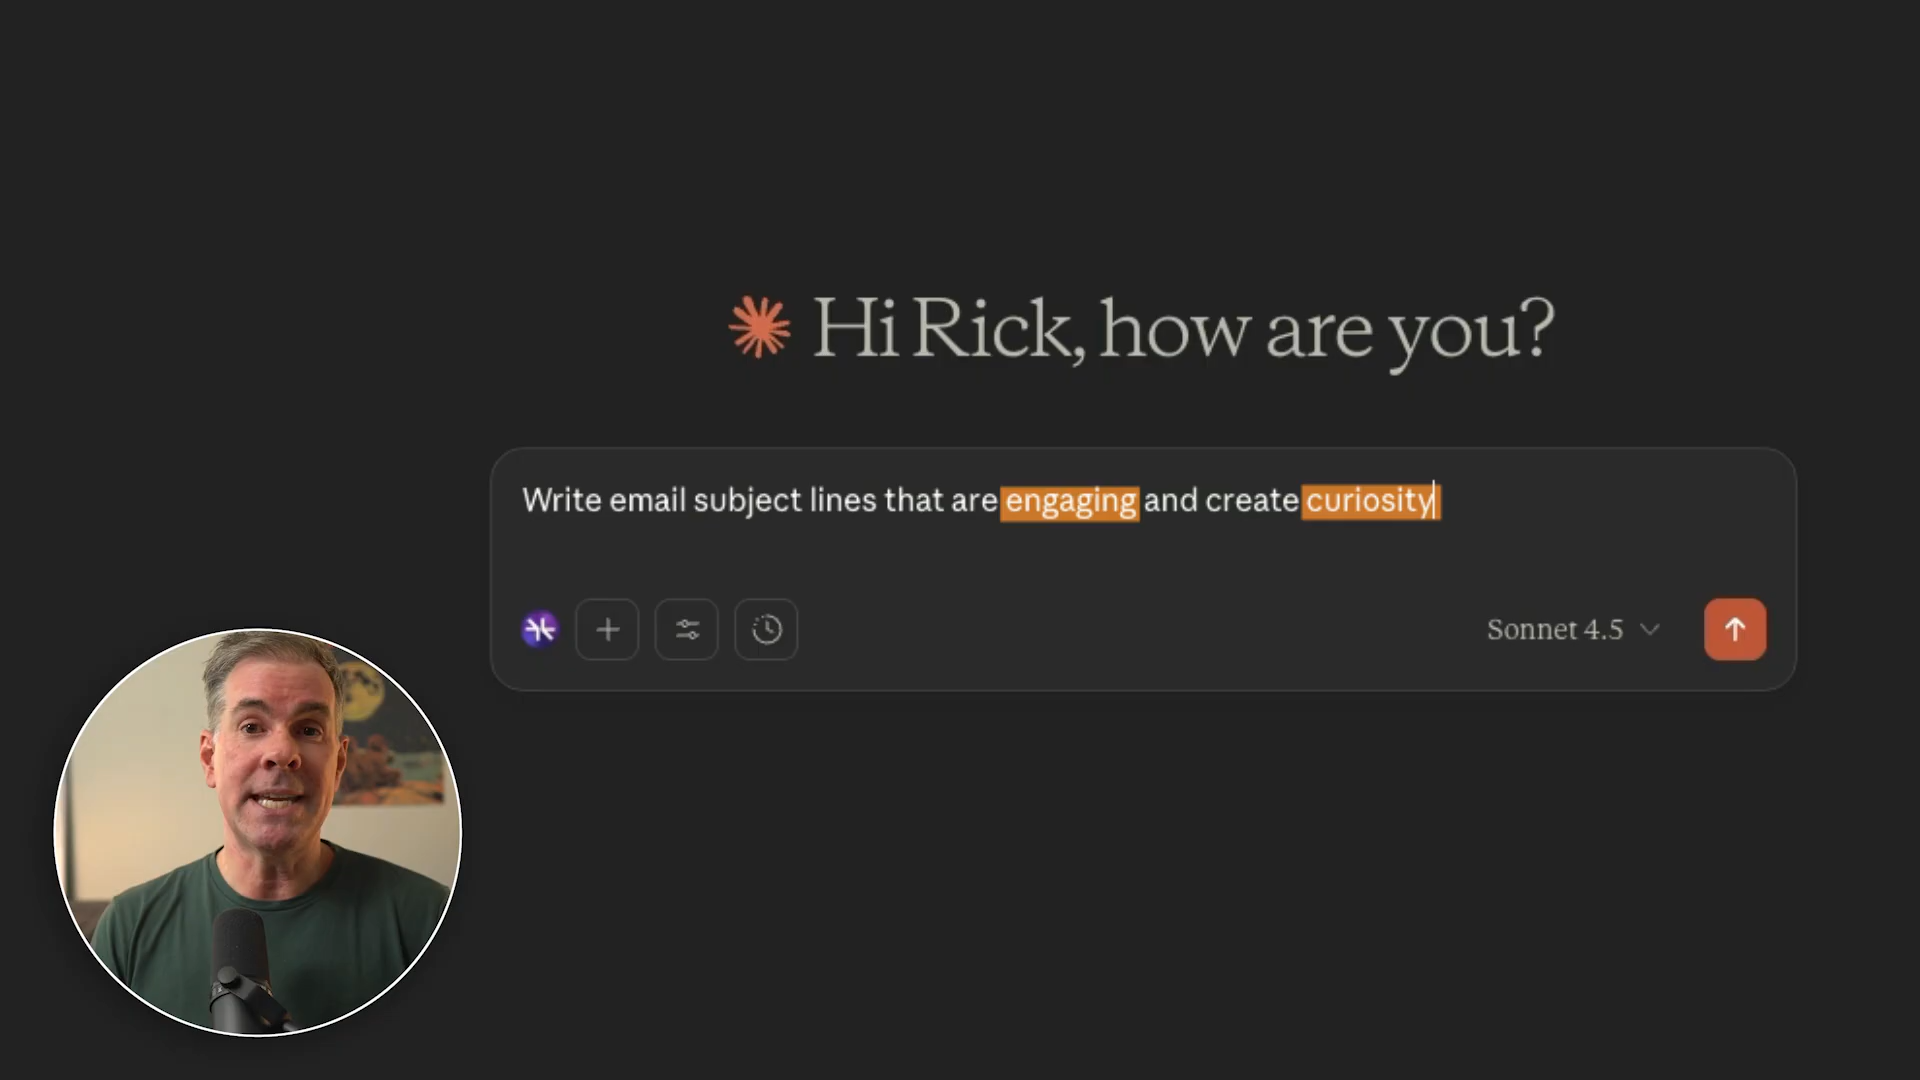 Hi Rick, how are you?
Write email subject lines that are engaging and create curiosity
Sonnet 4.5